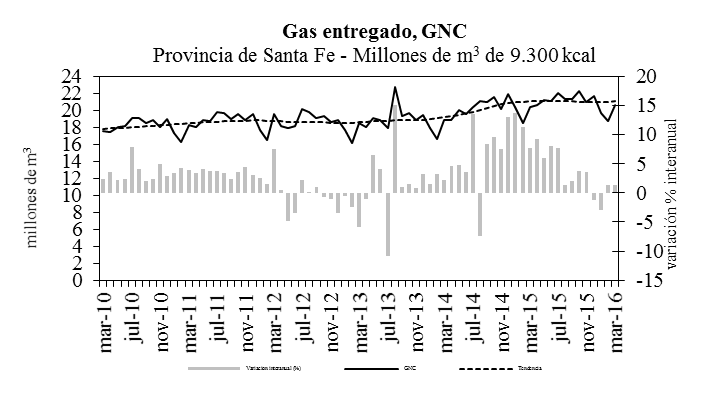 Gas entregado, GNC
Provincia de Santa Fe - Millones de m³ de 9.300 kcal
millones de m³
24
22
20
18
16
14
12
10
8
6
4
2
0
20
15
10
5
0
-5
-10
-15
variación % interanual
mar-10
jul-10
nov-10
mar-11
jul-11
nov-11
mar-12
jul-12
nov-12
mar-13
jul-13
nov-13
mar-14
jul-14
nov-14
mar-15
jul-15
nov-15
mar-16
Variacion interanual (%)
GNC
Tendencia